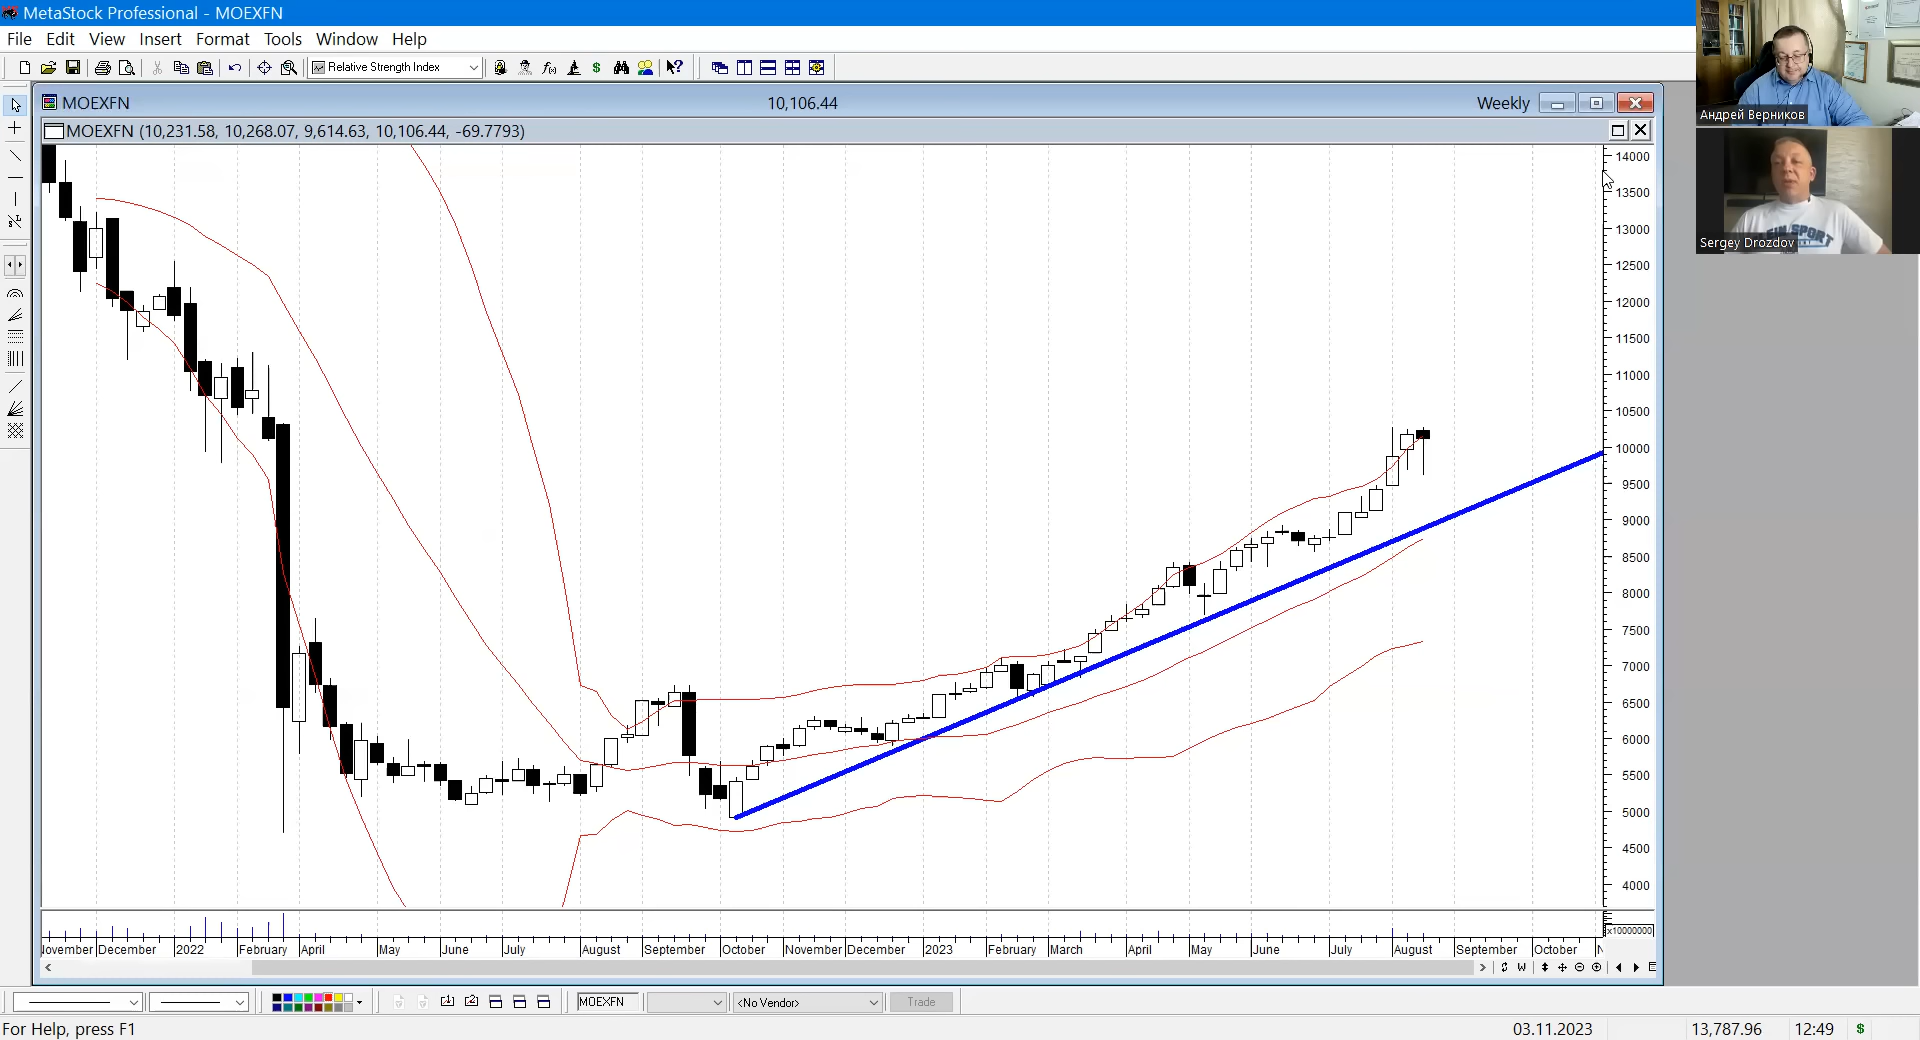 MetaStock Professional - MOEXFN
File Edit View Insert Format Tools Window Help
Relative Strength Index
MOEXFN 10,106.44 Weekly
MOEXFN (10,231.58, 10,268.07, 9,614.63, 10,106.44, -69.7793)
14000
13500
13000
12500
12000
11500
11000
10500
10000
9500
9000
8500
8000
7500
7000
6500
6000
5500
5000
4500
4000
x10000000
November December 2022 February April May June July August September October November December 2023 February March April May June July August September October N
MOEXFN <No Vendor> Trade
For Help, press F1
03.11.2023 13,787.96 12:49 $
Андрей Верников
SPORT
Sergey Drozdov